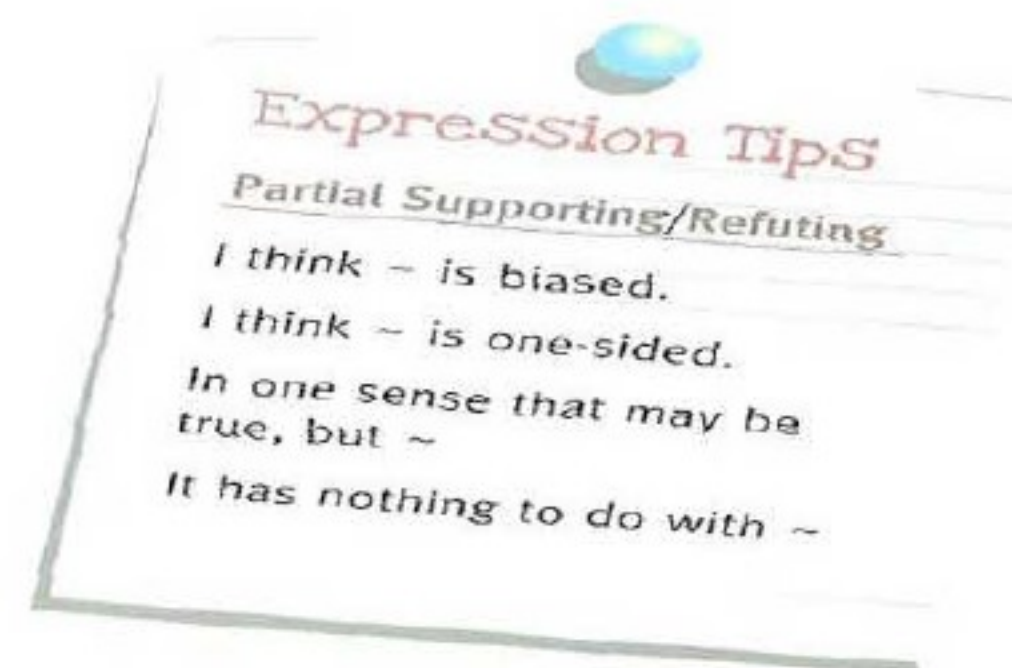 Expression Tips
Partial Supporting/Refuting
I think ~ is biased.
I think ~ is one-sided.
In one sense that may be
true, but ~
It has nothing to do with ~